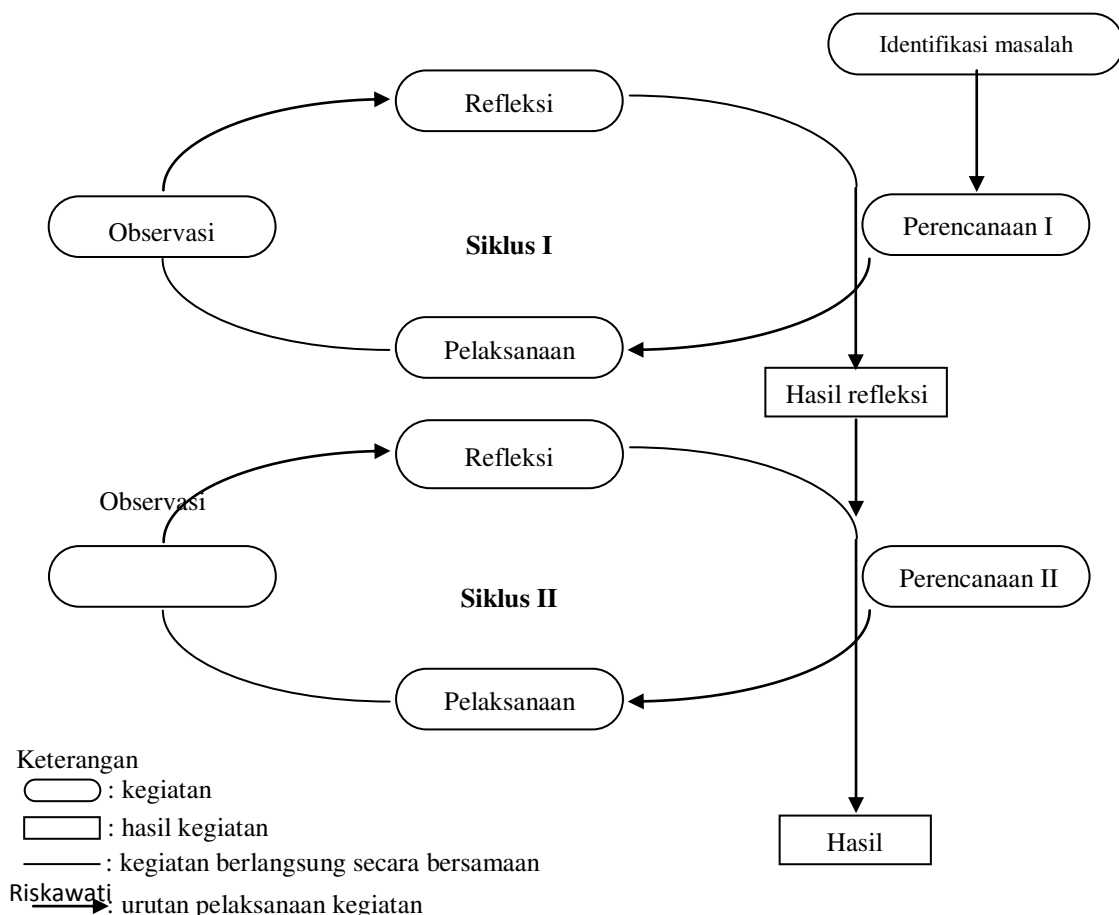 Identifikasi masalah
Refleksi
Observasi
Siklus I
Perencanaan I
Pelaksanaan
Hasil refleksi
Refleksi
Observasi
Siklus II
Perencanaan II
Pelaksanaan
Keterangan
: kegiatan
: hasil kegiatan
Hasil
: kegiatan berlangsung secara bersamaan
Riskawati
: urutan pelaksanaan kegiatan